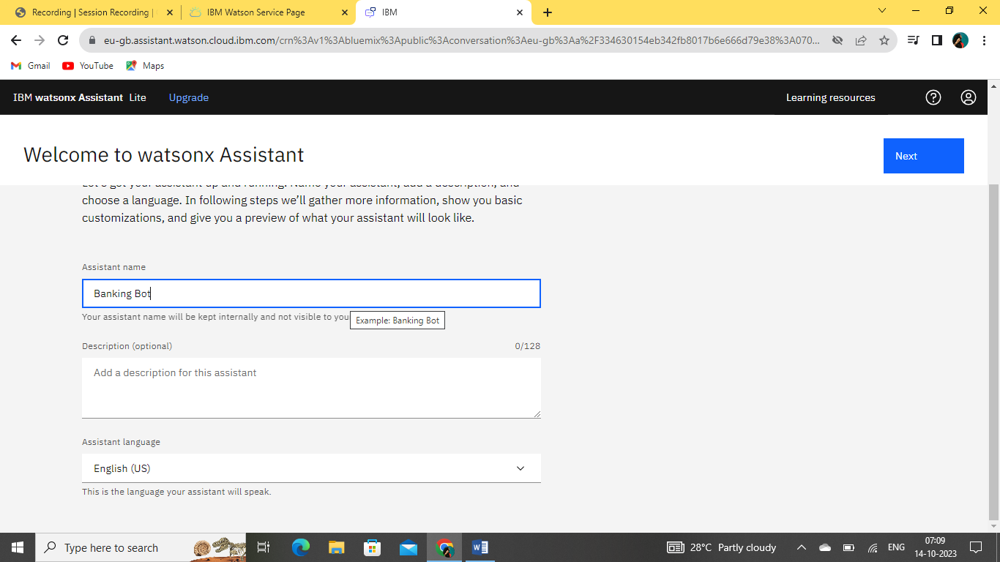 Recording | Session Recording |
IBM Watson Service Page
IBM
eu-gb.assistant.watson.cloud.ibm.com/crn%3Av1%3Abluemix%3Apublic%3Aconversation%3Aeu-gb%3Aa%2F334630154eb342fb8017b6e666d79e38%3A070...
Gmail
YouTube
Maps
IBM watsonx Assistant Lite
Upgrade
Learning resources
Welcome to watsonx Assistant
Next
Let's get your assistant up and running. Name your assistant, add a description, and
choose a language. In following steps we'll gather more information, show you basic
customizations, and give you a preview of what your assistant will look like.
Assistant name
Banking Bot
Your assistant name will be kept internally and not visible to you
Example: Banking Bot
Description (optional)
0/128
Add a description for this assistant
Assistant language
English (US)
This is the language your assistant will speak.
Type here to search
28°C Partly cloudy
ENG
07:09
14-10-2023